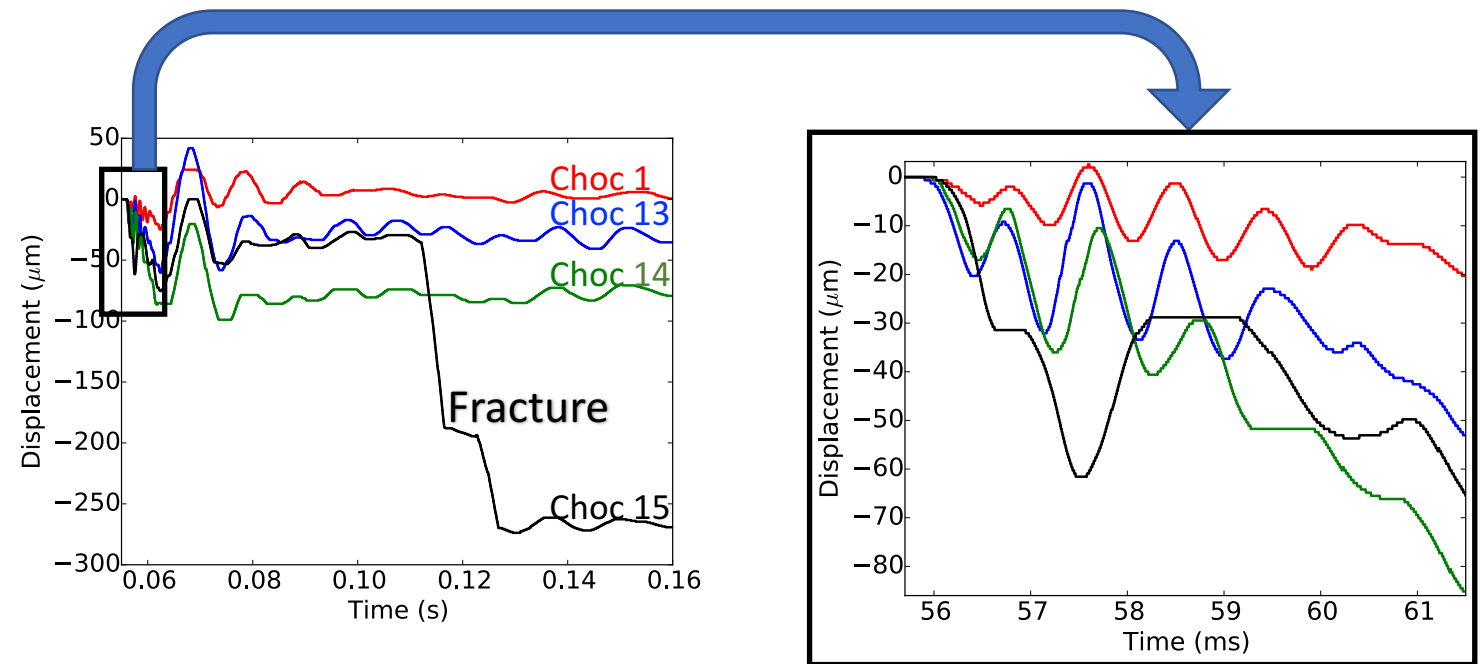 50
0
−50
−100
−150
−200
−250
−300
0.06 0.08 0.10 0.12 0.14 0.16
Time (s)
Displacement (μm)
Choc 1
Choc 13
Choc 14
Fracture
Choc 15
0
−10
−20
−30
−40
−50
−60
−70
−80
56 57 58 59 60 61
Time (ms)
Displacement (μm)